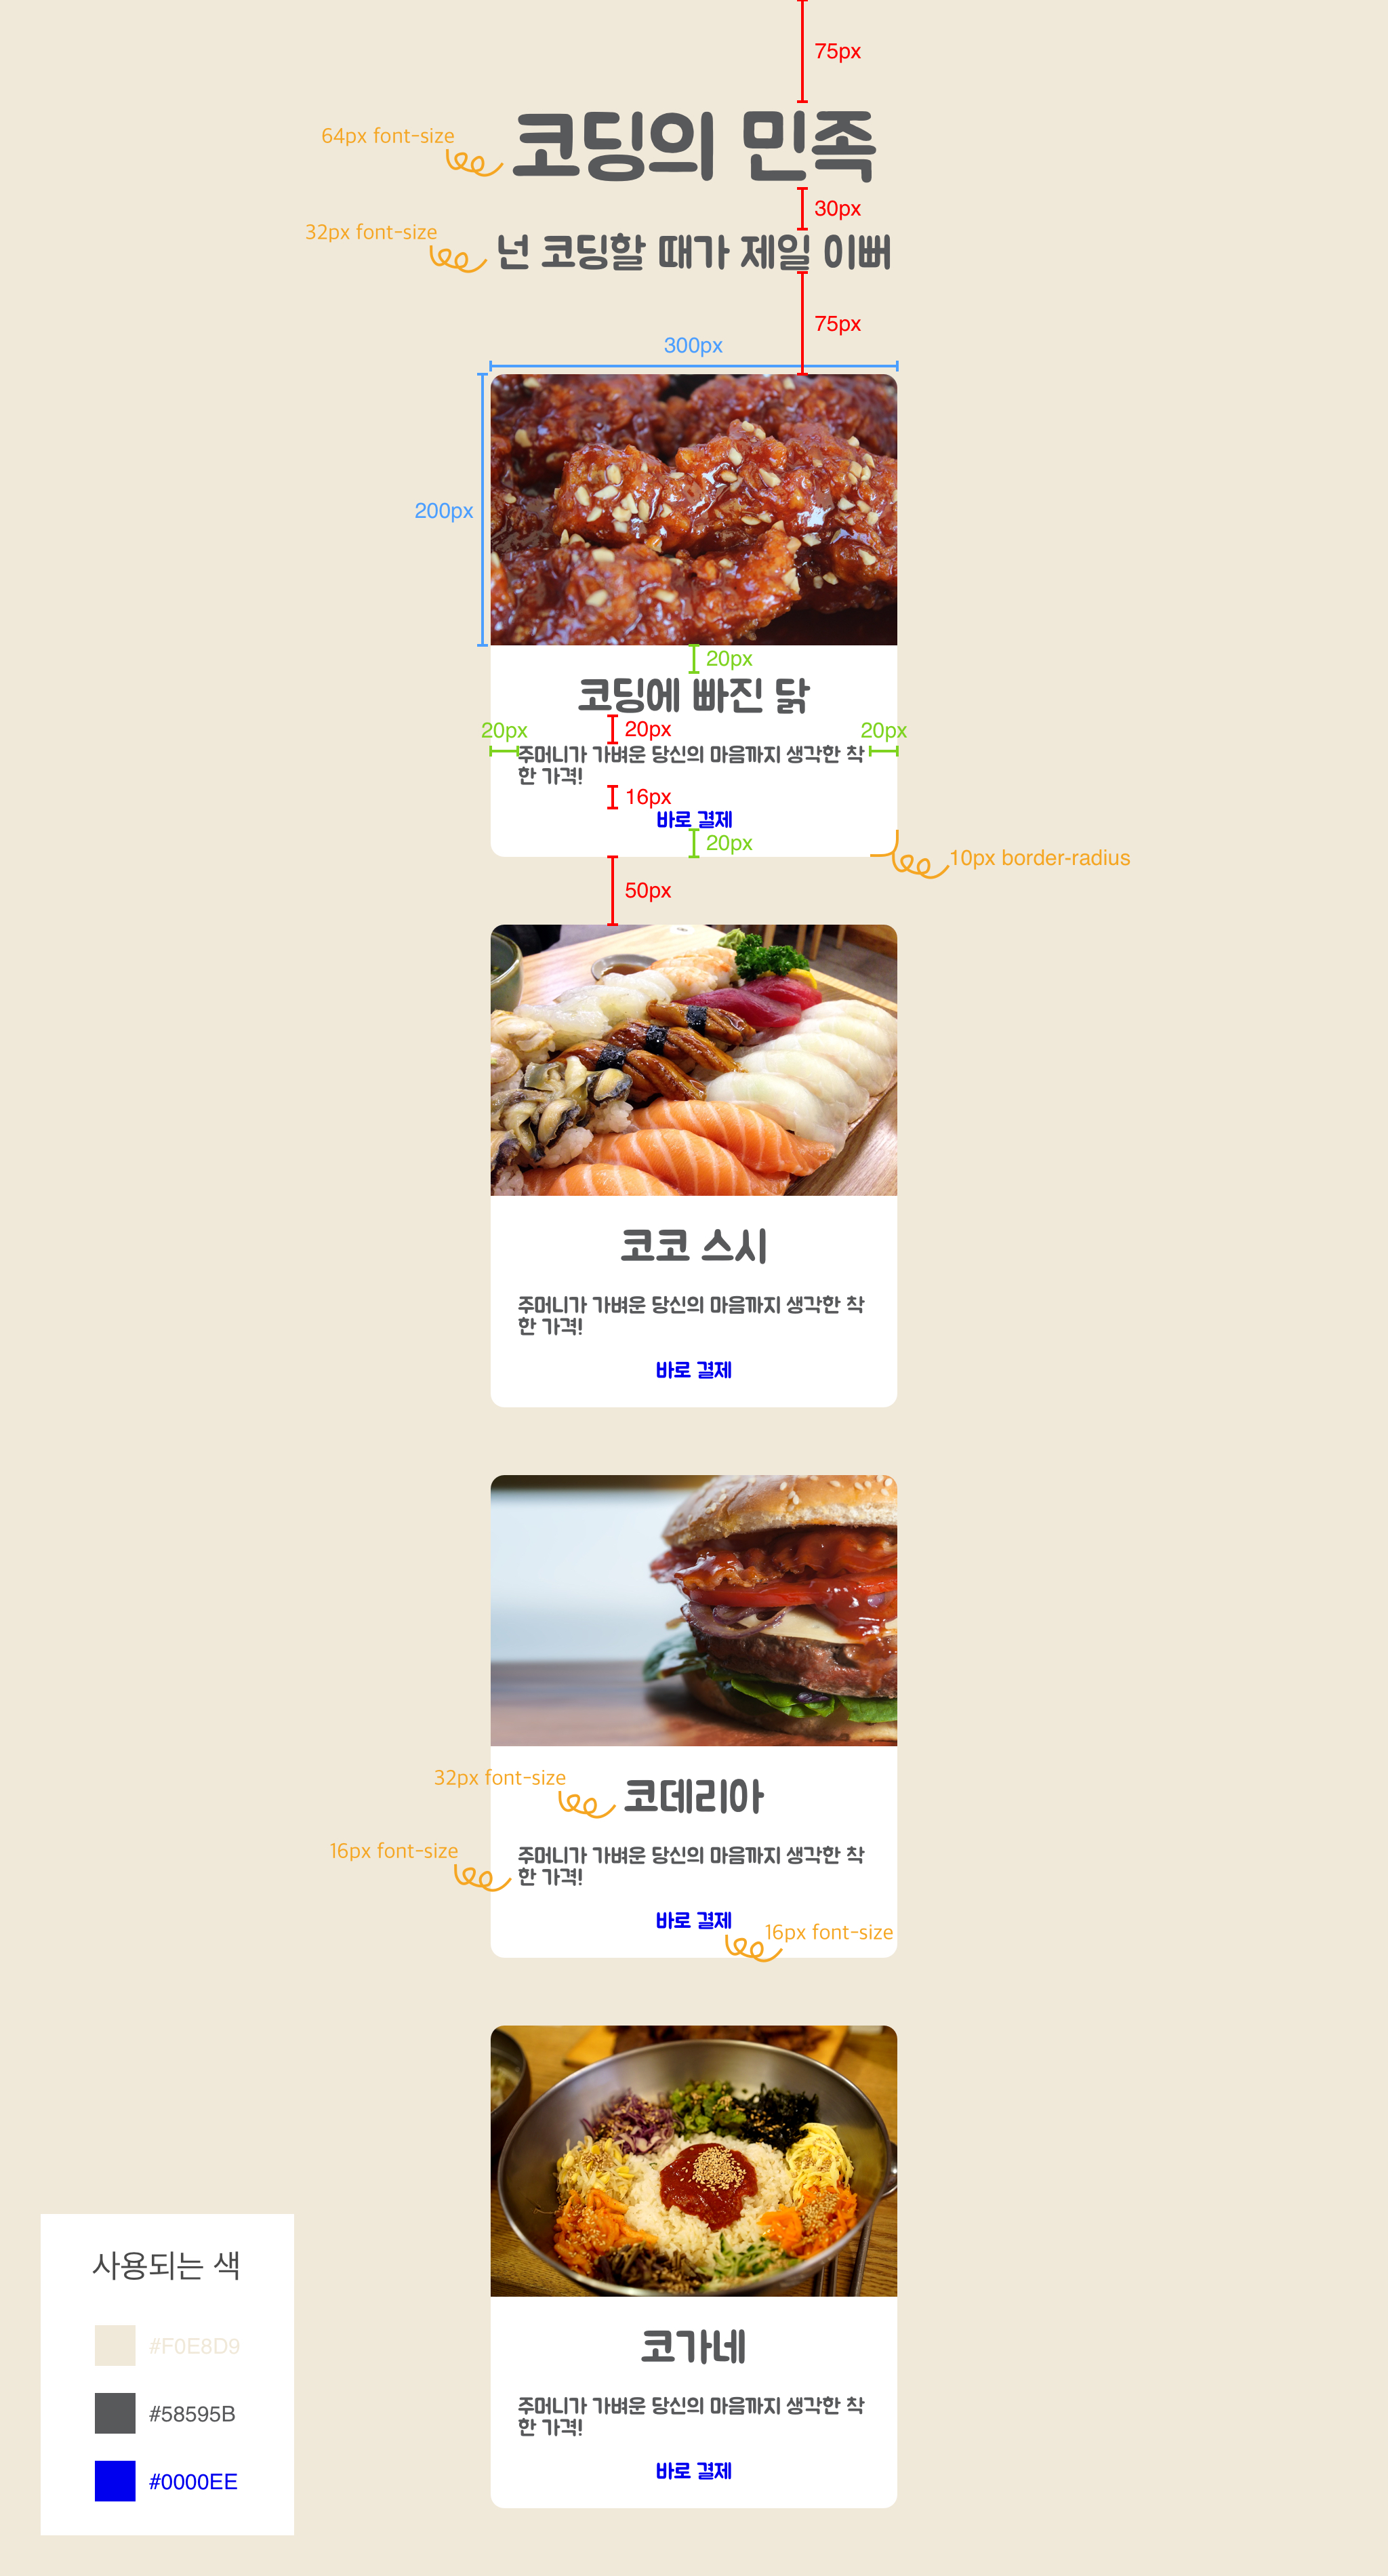 75px
64px font-size
코딩의 민족
30px
32px font-size
넌 코딩할 때가 제일 이뻐
75px
300px
200px
20px
코딩에 빠진 닭
20px
20px
20px
주머니가 가벼운 당신의 마음까지 생각한 착
한 가격!
16px
바로 결제
20px
10px border-radius
50px
코코 스시
주머니가 가벼운 당신의 마음까지 생각한 착
한 가격!
바로 결제
32px font-size
코데리아
16px font-size
주머니가 가벼운 당신의 마음까지 생각한 착
한 가격!
바로 결제
16px font-size
코가네
주머니가 가벼운 당신의 마음까지 생각한 착
한 가격!
바로 결제
사용되는 색
#F0E8D9
#58595B
#0000EE